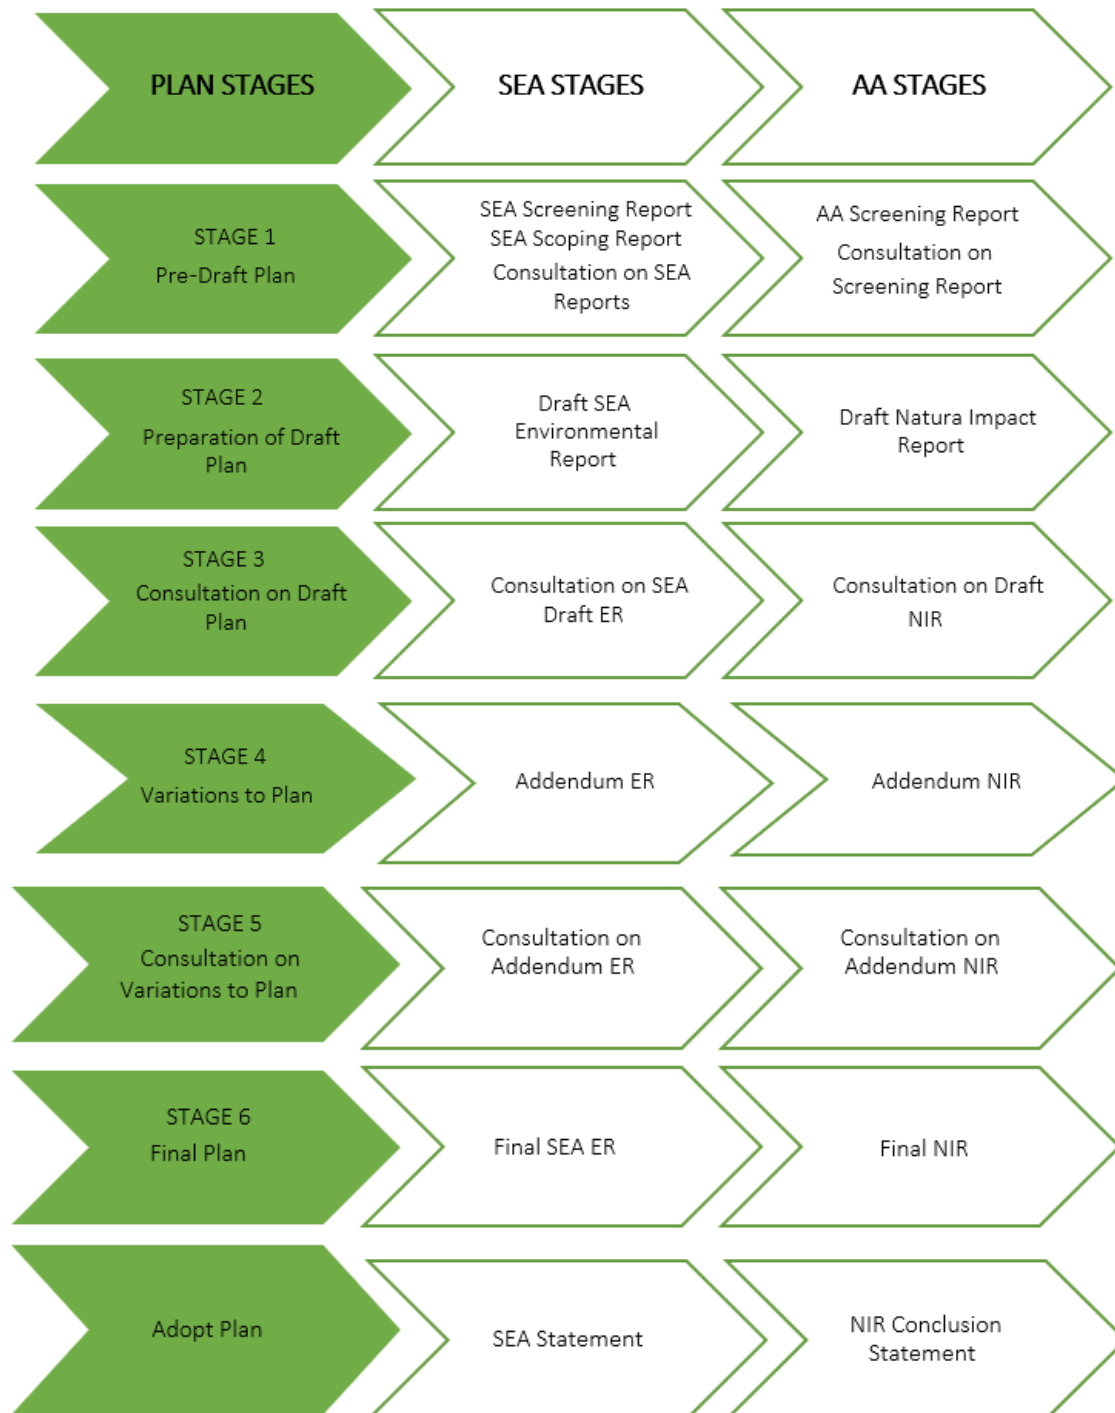 PLAN STAGES
SEA STAGES
AA STAGES
STAGE 1
Pre-Draft Plan
SEA Screening Report
SEA Scoping Report
Consultation on SEA
Reports
AA Screening Report
Consultation on
Screening Report
STAGE 2
Preparation of Draft
Plan
Draft SEA
Environmental
Report
Draft Natura Impact
Report
STAGE 3
Consultation on Draft
Plan
Consultation on SEA
Draft ER
Consultation on Draft
NIR
STAGE 4
Variations to Plan
Addendum ER
Addendum NIR
STAGE 5
Consultation on
Variations to Plan
Consultation on
Addendum ER
Consultation on
Addendum NIR
STAGE 6
Final Plan
Final SEA ER
Final NIR
Adopt Plan
SEA Statement
NIR Conclusion
Statement